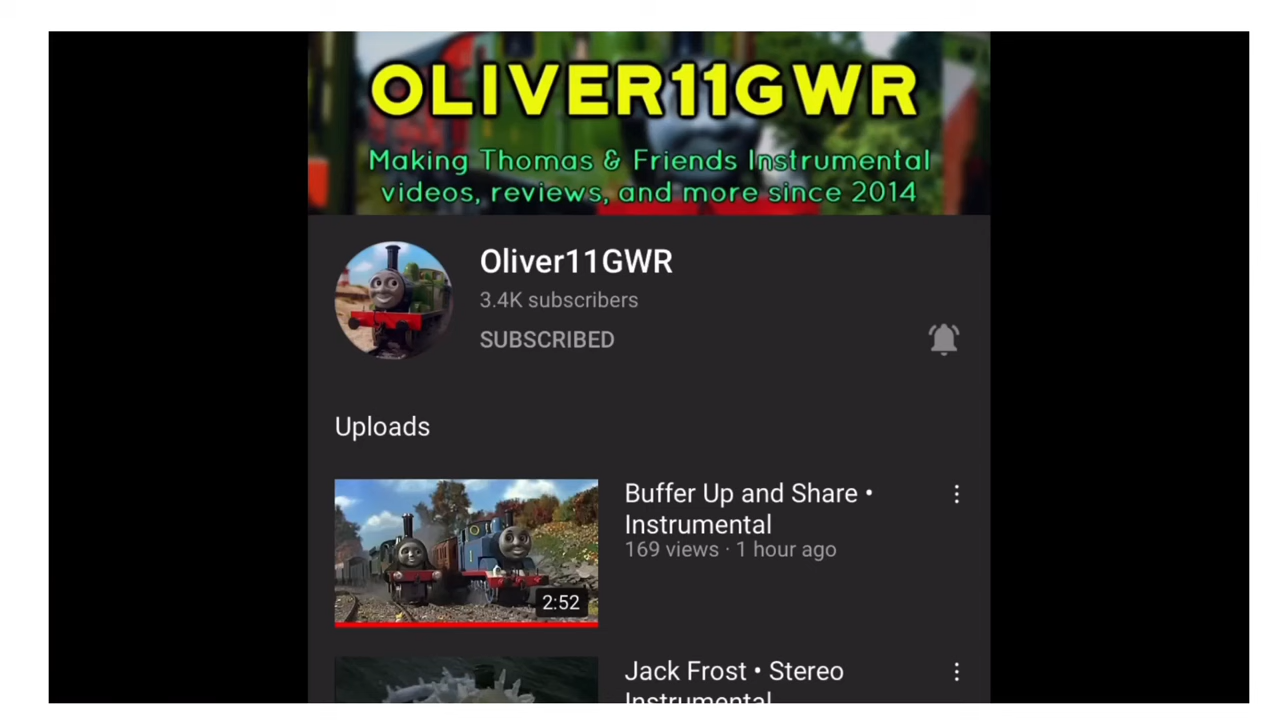 OLIVER11GWR
Making Thomas & Friends Instrumental
videos, reviews, and more since 2014
Oliver11GWR
3.4K subscribers
SUBSCRIBED
Uploads
Buffer Up and Share •
Instrumental
169 views · 1 hour ago
2:52
Jack Frost • Stereo
Instrumental